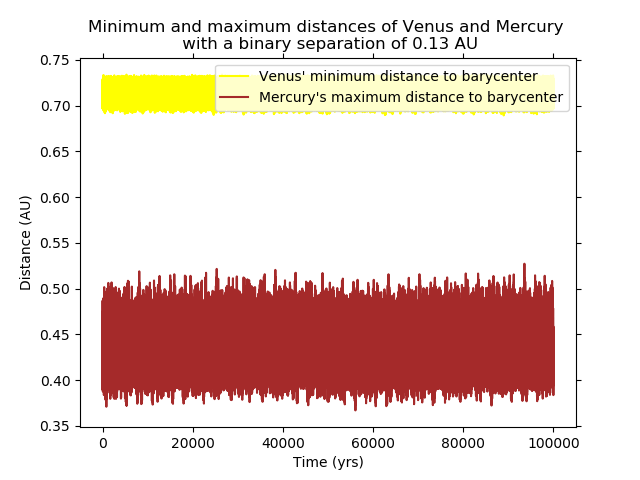 Minimum and maximum distances of Venus and Mercury
with a binary separation of 0.13 AU
Venus' minimum distance to barycenter
Mercury's maximum distance to barycenter
Distance (AU)
0.75
0.70
0.65
0.60
0.55
0.50
0.45
0.40
0.35
0 20000 40000 60000 80000 100000
Time (yrs)